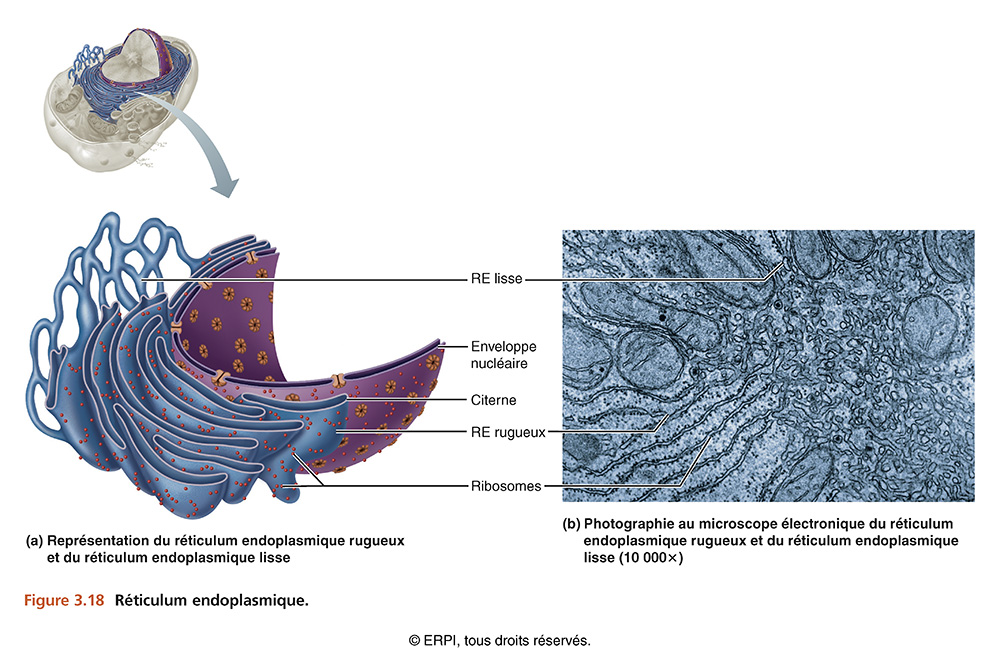 RE lisse
Enveloppe
nucléaire
Citerne
RE rugueux
Ribosomes
(a) Représentation du réticulum endoplasmique rugueux
et du réticulum endoplasmique lisse
(b) Photographie au microscope électronique du réticulum
endoplasmique rugueux et du réticulum endoplasmique
lisse (10 000×)
Figure 3.18 Réticulum endoplasmique.
© ERPI, tous droits réservés.